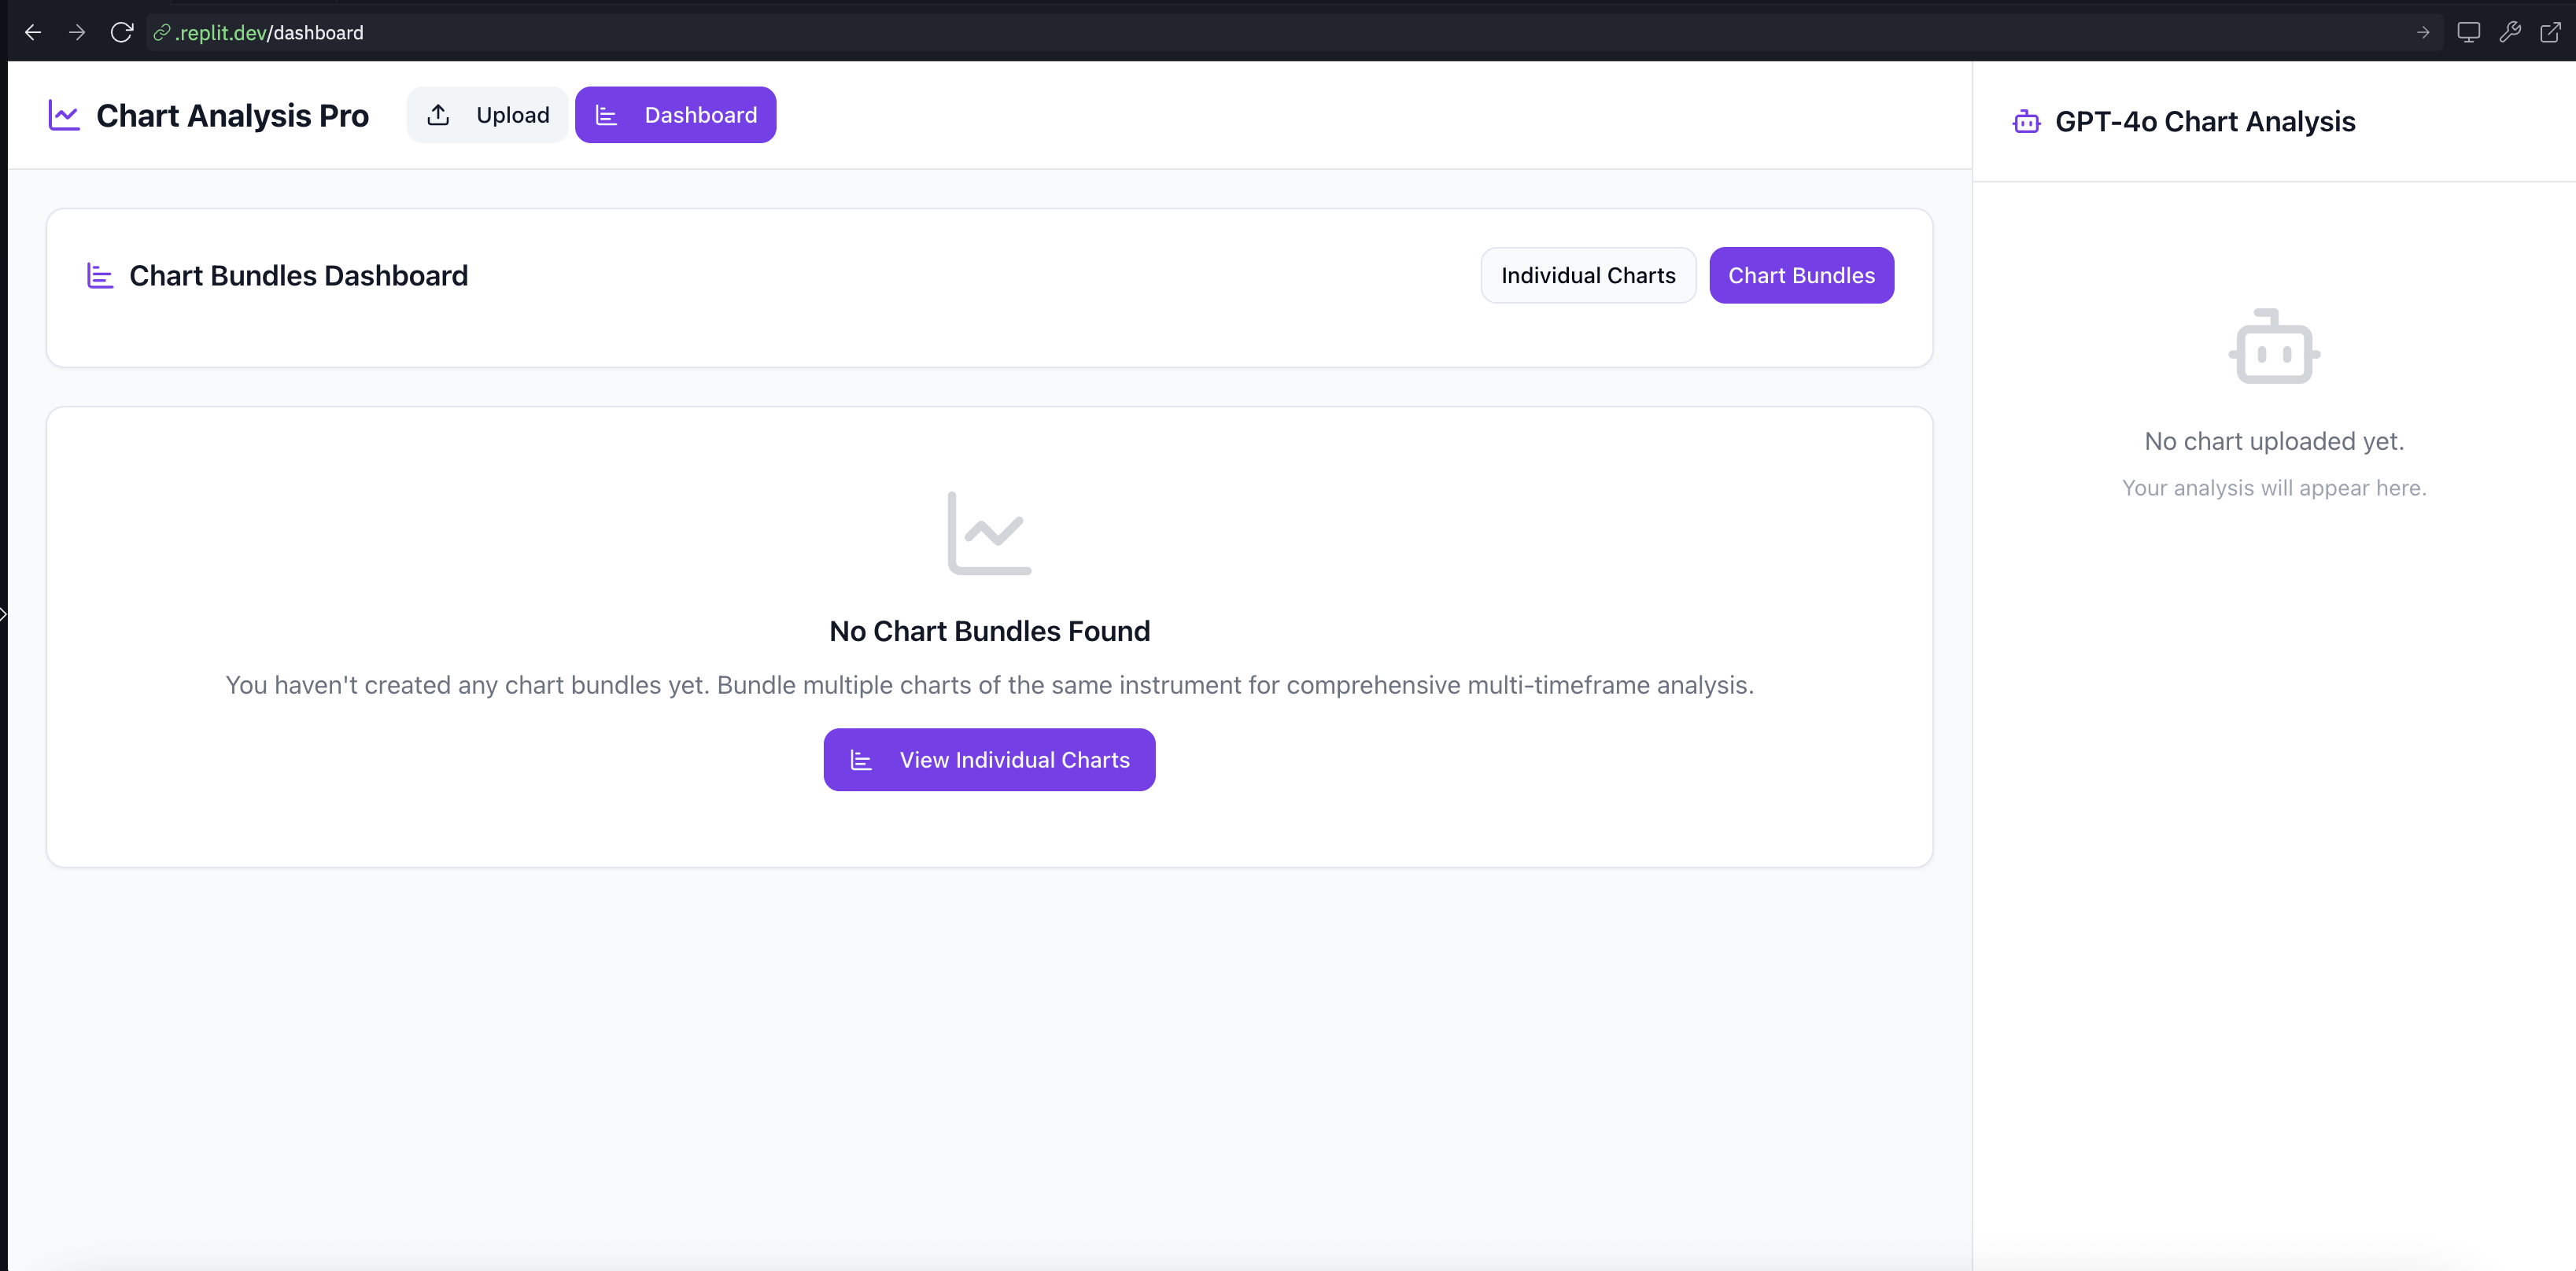 .replit.dev/dashboard
Chart Analysis Pro
Upload
Dashboard
GPT-4o Chart Analysis
Chart Bundles Dashboard
Individual Charts
Chart Bundles
No chart uploaded yet.
Your analysis will appear here.
No Chart Bundles Found
You haven't created any chart bundles yet. Bundle multiple charts of the same instrument for comprehensive multi-timeframe analysis.
View Individual Charts